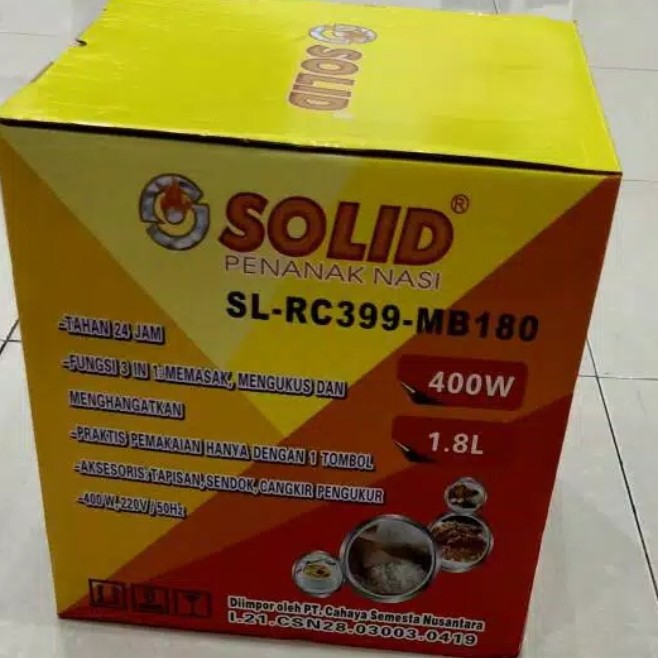 SOLID
SOLID®
PENANAK NASI
SL-RC399-MB180
-TAHAN 24 JAM
-FUNGSI 3 IN 1:MEMASAK, MENGUKUS DAN
MENGHANGATKAN
-PRAKTIS PEMAKAIAN HANYA DENGAN 1 TOMBOL
-AKSESORIS:TAPISAN,SENDOK,CANGKIR PENGUKUR
-400 W,220V/50Hz
400W
1.8L
Diimpor oleh PT. Cahaya Semesta Nusantara
I.21.CSN28.03003.0419